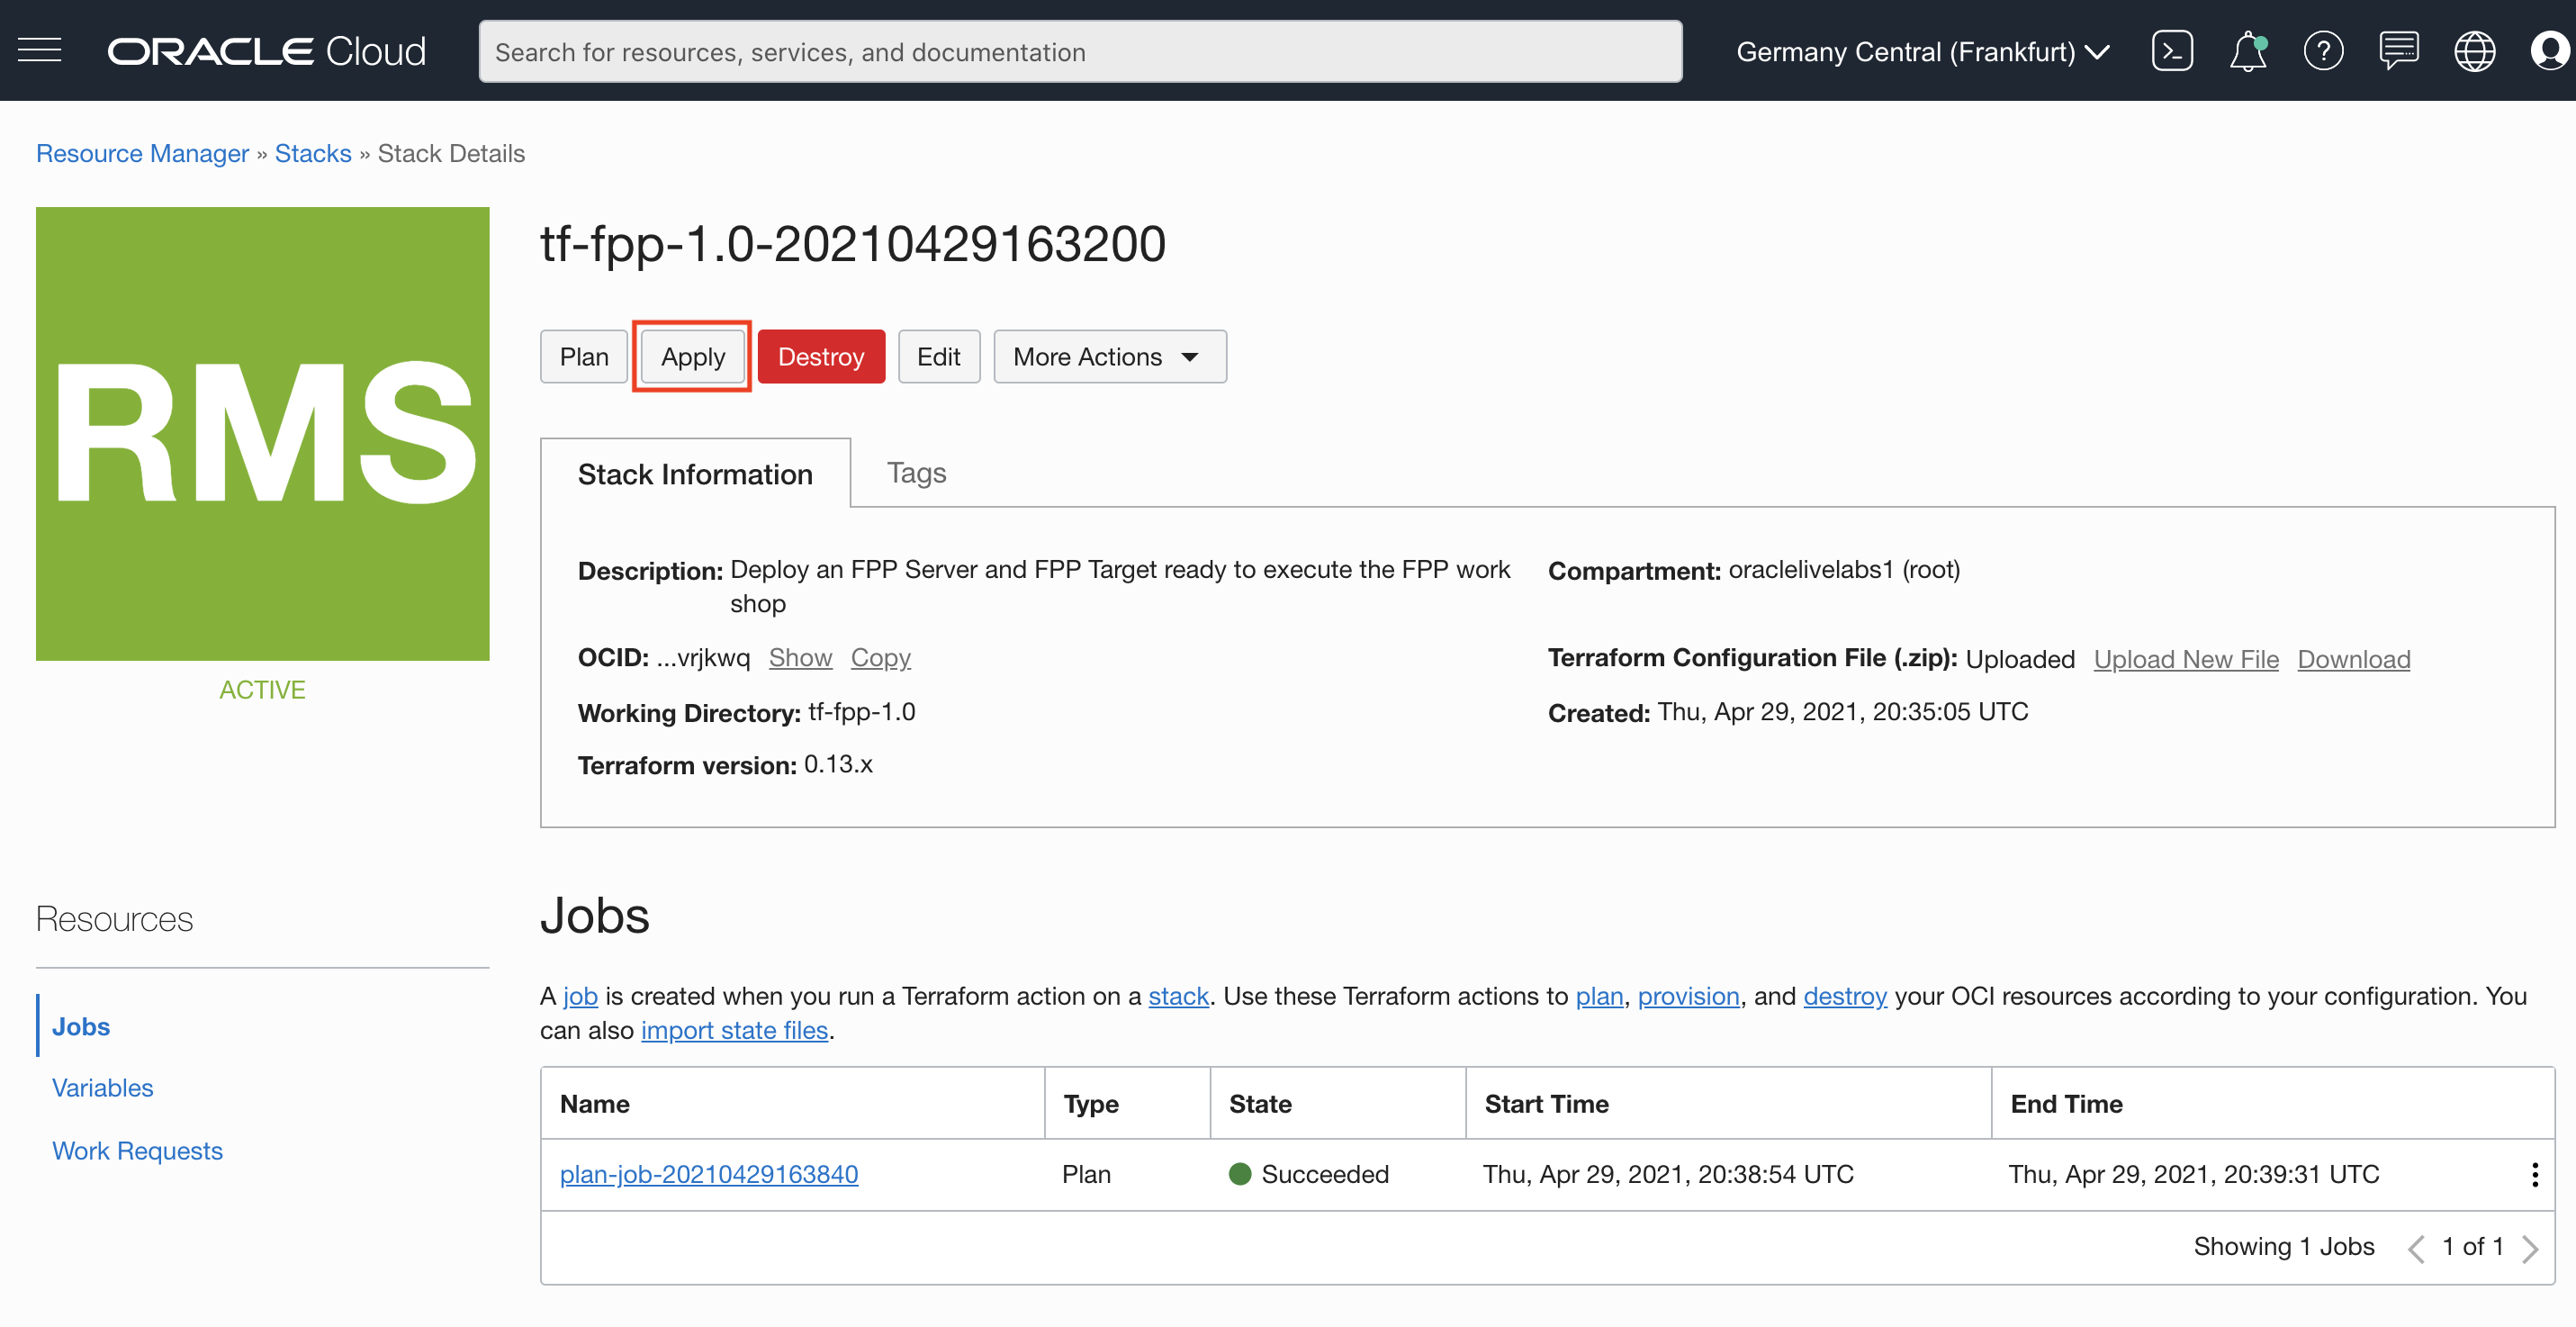 ORACLE Cloud
Search for resources, services, and documentation
Germany Central (Frankfurt)
Resource Manager » Stacks » Stack Details
RMS
ACTIVE
tf-fpp-1.0-20210429163200
Plan Apply Destroy Edit More Actions
Stack Information Tags
Description: Deploy an FPP Server and FPP Target ready to execute the FPP work
shop
Compartment: oraclelivelabs1 (root)
OCID: ...vrjkwq Show Copy
Terraform Configuration File (.zip): Uploaded Upload New File Download
Working Directory: tf-fpp-1.0
Created: Thu, Apr 29, 2021, 20:35:05 UTC
Terraform version: 0.13.x
Resources
Jobs
Variables
Work Requests
Jobs
A job is created when you run a Terraform action on a stack. Use these Terraform actions to plan, provision, and destroy your OCI resources according to your configuration. You
can also import state files.
Name Type State Start Time End Time
plan-job-20210429163840 Plan Succeeded Thu, Apr 29, 2021, 20:38:54 UTC Thu, Apr 29, 2021, 20:39:31 UTC
Showing 1 Jobs 1 of 1